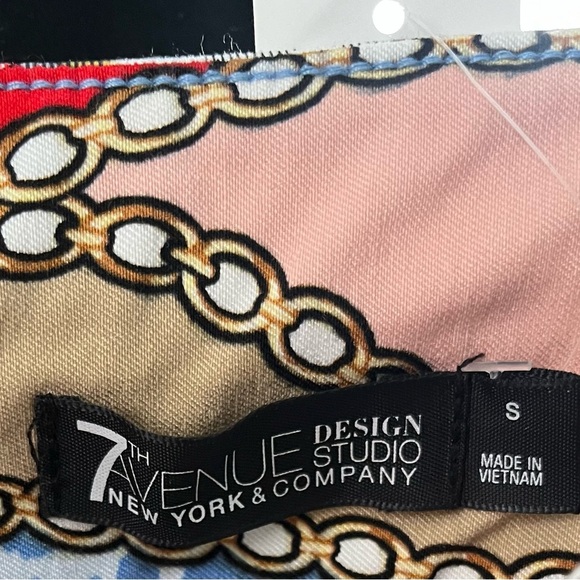 7TH AVENUE DESIGN STUDIO
NEW YORK & COMPANY
S
MADE IN
VIETNAM